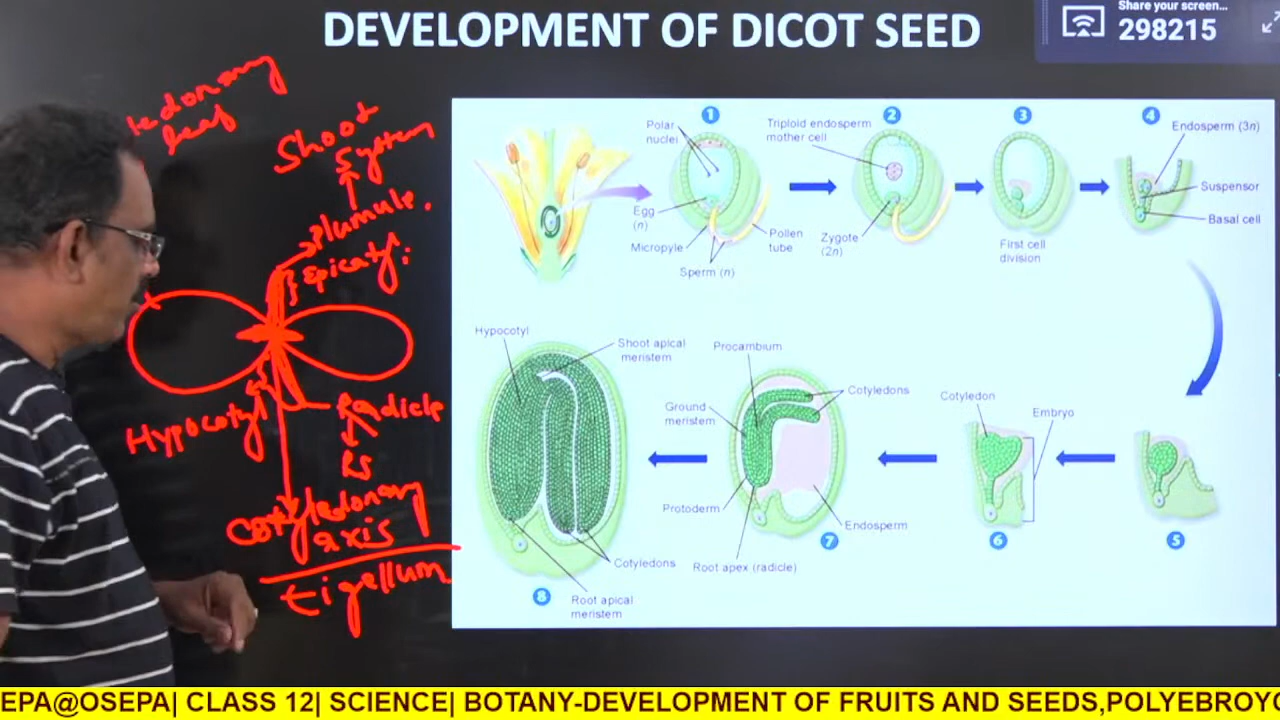 DEVELOPMENT OF DICOT SEED
Share your screen...
298215
leaf
Shoot
System
Plumule.
Hypocotyl
Radicle
RS
Cotyledonary
axis
tigellum
1
Polar
nuclei
Egg
(n)
Micropyle
Sperm (n)
Pollen
tube
2
Triploid endosperm
mother cell
Zygote
(2n)
3
First cell
division
4
Endosperm (3n)
Suspensor
Basal cell
5
Cotyledon
Embryo
6
Procambium
Cotyledons
Ground
meristem
Protoderm
Endosperm
Root apex (radicle)
7
Hypocotyl
Shoot apical
meristem
Cotyledons
Root apical
meristem
8
EPA@OSEPA| CLASS 12| SCIENCE| BOTANY-DEVELOPMENT OF FRUITS AND SEEDS,POLYEBROYO